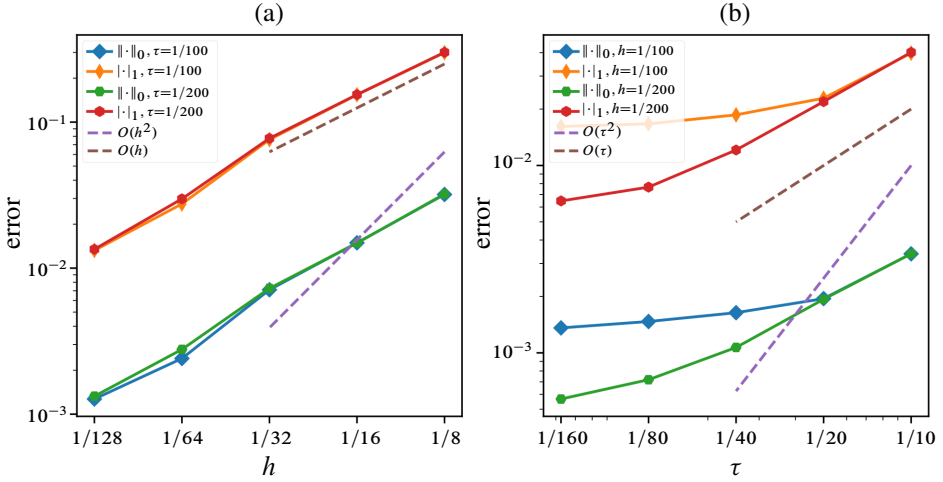 (a)
error
10⁻¹
10⁻²
10⁻³
‖·‖₀, τ=1/100
|·|₁, τ=1/100
‖·‖₀, τ=1/200
|·|₁, τ=1/200
O(h²)
O(h)
1/128 1/64 1/32 1/16 1/8
h
(b)
error
10⁻²
10⁻³
‖·‖₀, h=1/100
|·|₁, h=1/100
‖·‖₀, h=1/200
|·|₁, h=1/200
O(τ²)
O(τ)
1/160 1/80 1/40 1/20 1/10
τ